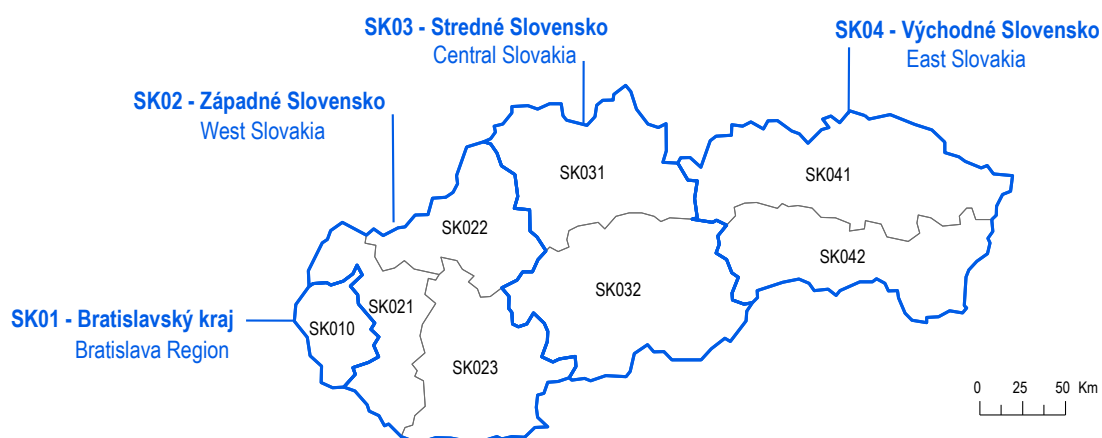 SK03 - Stredné Slovensko
Central Slovakia
SK04 - Východné Slovensko
East Slovakia
SK02 - Západné Slovensko
West Slovakia
SK031
SK041
SK022
SK042
SK032
SK021
SK01 - Bratislavský kraj
Bratislava Region
SK010
SK023
0 25 50 Km